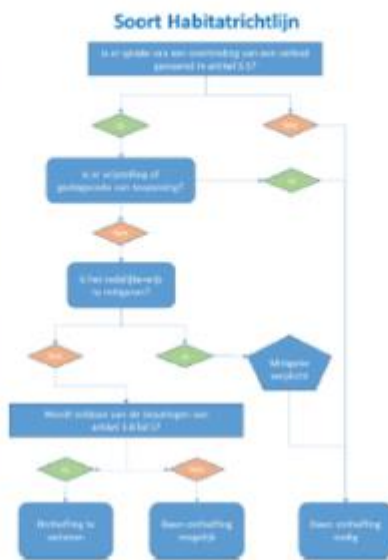 Soort Habitatrichtlijn
Is er sprake van een overtreding van een verbod
genoemd in artikel 3.5?
Ja
Nee
Is er vrijstelling of
gedragscode van toepassing?
Ja
Nee
Is het redelijkerwijs
te mitigeren?
Nee
Ja
Mitigatie
verplicht
Wordt voldaan aan de
artikel 3.8 lid 5?
Ja
Nee
Ontheffing te
verlenen
Geen ontheffing
mogelijk
Geen ontheffing
nodig